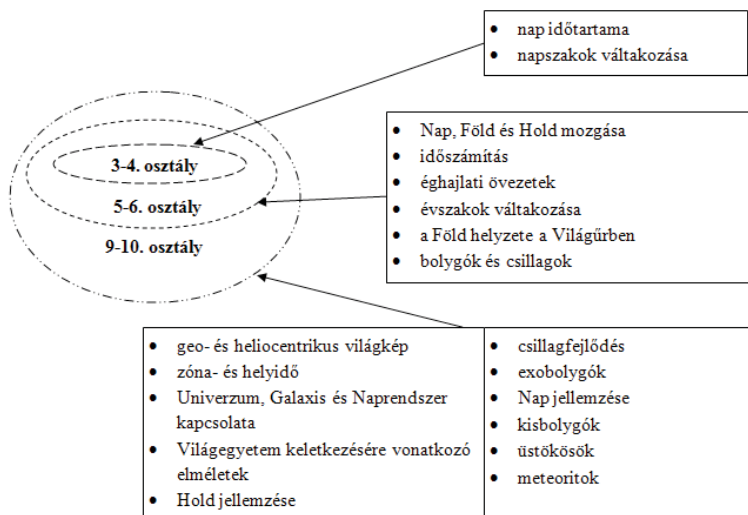 • nap időtartama
• napszakok váltakozása
3-4. osztály
5-6. osztály
9-10. osztály
• Nap, Föld és Hold mozgása
• időszámítás
• éghajlati övezetek
• évszakok váltakozása
• a Föld helyzete a Világűrben
• bolygók és csillagok
• geo- és heliocentrikus világkép
• zóna- és helyidő
• Univerzum, Galaxis és Naprendszer
kapcsolata
• Világegyetem keletkezésére vonatkozó
elméletek
• Hold jellemzése
• csillagfejlődés
• exobolygók
• Nap jellemzése
• kisbolygók
• üstökösök
• meteoritok